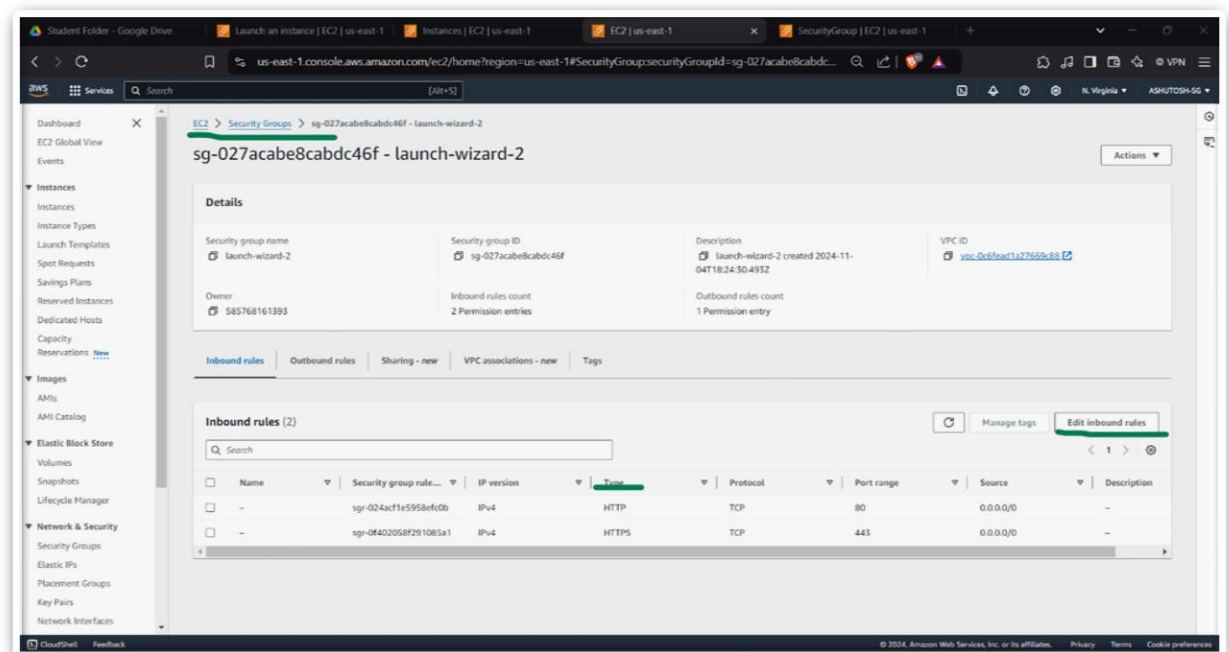 Student Folder - Google Drive
Launch an instance | EC2 | us-east-1
Instances | EC2 | us-east-1
EC2 | us-east-1
SecurityGroup | EC2 | us-east-1
us-east-1.console.aws.amazon.com/ec2/home?region=us-east-1#SecurityGroup:securityGroupId=sg-027acabe8cabdc...
VPN
aws
Services
Search
[Alt+S]
N. Virginia
ASHUTOSH-SG
Dashboard
EC2 Global View
Events
Instances
Instances
Instance Types
Launch Templates
Spot Requests
Savings Plans
Reserved Instances
Dedicated Hosts
Capacity
Reservations New
Images
AMIs
AMI Catalog
Elastic Block Store
Volumes
Snapshots
Lifecycle Manager
Network & Security
Security Groups
Elastic IPs
Placement Groups
Key Pairs
Network Interfaces
EC2 > Security Groups > sg-027acabe8cabdc46f - launch-wizard-2
sg-027acabe8cabdc46f - launch-wizard-2
Actions
Details
Security group name
launch-wizard-2
Security group ID
sg-027acabe8cabdc46f
Description
launch-wizard-2 created 2024-11-
04T18:24:30.493Z
VPC ID
vpc-0c6fead1a27669c88
Owner
585768161393
Inbound rules count
2 Permission entries
Outbound rules count
1 Permission entry
Inbound rules
Outbound rules
Sharing - new
VPC associations - new
Tags
Inbound rules (2)
Manage tags
Edit inbound rules
Search
< 1 >
Name Security group rule... IP version Type Protocol Port range Source Description
– sgr-024acf1e5958efc0b IPv4 HTTP TCP 80 0.0.0.0/0 –
– sgr-0f402058f291085a1 IPv4 HTTPS TCP 443 0.0.0.0/0 –
CloudShell Feedback
© 2024, Amazon Web Services, Inc. or its affiliates. Privacy Terms Cookie preferences